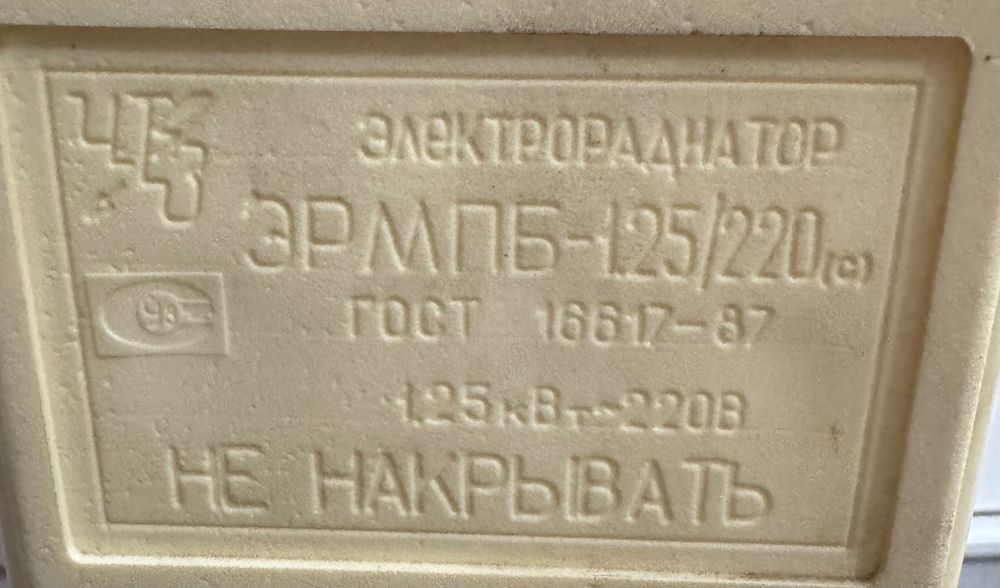 ЭЛЕКТРОРАДИАТОР
ЭРМПБ-1.25/220(С)
ГОСТ 16617-87
1.25кВт~220В
НЕ НАКРЫВАТЬ